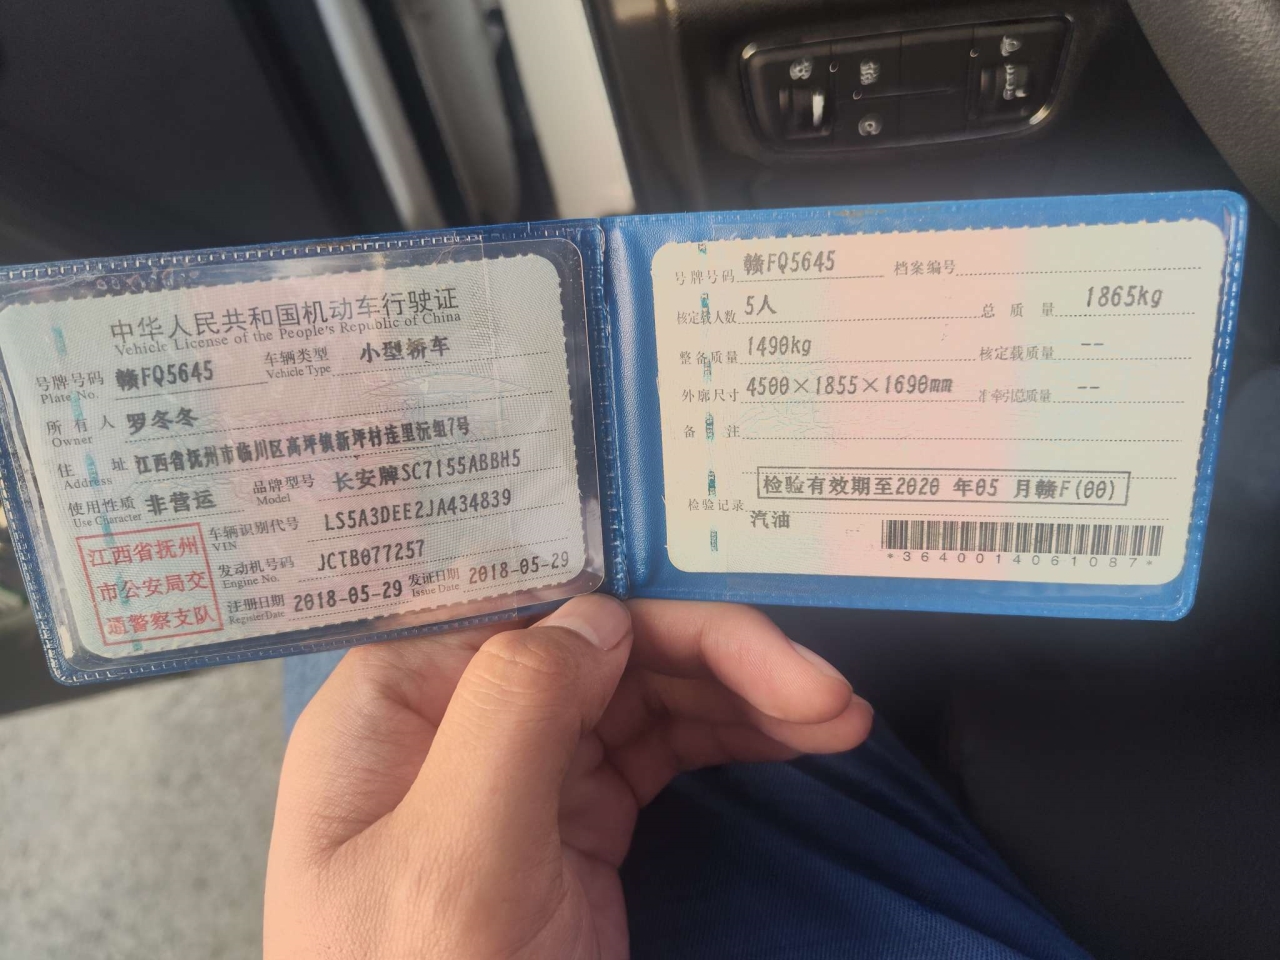 中华人民共和国机动车行驶证
Vehicle License of the People's Republic of China
号牌号码 赣FQ5645 车辆类型 小型轿车
Plate No. Vehicle Type
所有人 罗冬冬
Owner
住址 江西省抚州市临川区高坪镇新坪村连里沅组7号
Address
使用性质 非营运 品牌型号 长安牌SC7155ABBH5
Use Character Model
江西省抚州
市公安局交
通警察支队
车辆识别代号 LS5A3DEE2JA434839
VIN
发动机号码 JCTB077257
Engine No.
注册日期 2018-05-29 发证日期 2018-05-29
Register Date Issue Date
号牌号码 赣FQ5645 档案编号
核定载人数 5人 总质量 1865kg
整备质量 1490kg 核定载质量 --
外廓尺寸 4500×1855×1690mm 准牵引总质量 --
备注
检验记录 检验有效期至2020 年05 月赣F(00)
汽油
*3640014061087*